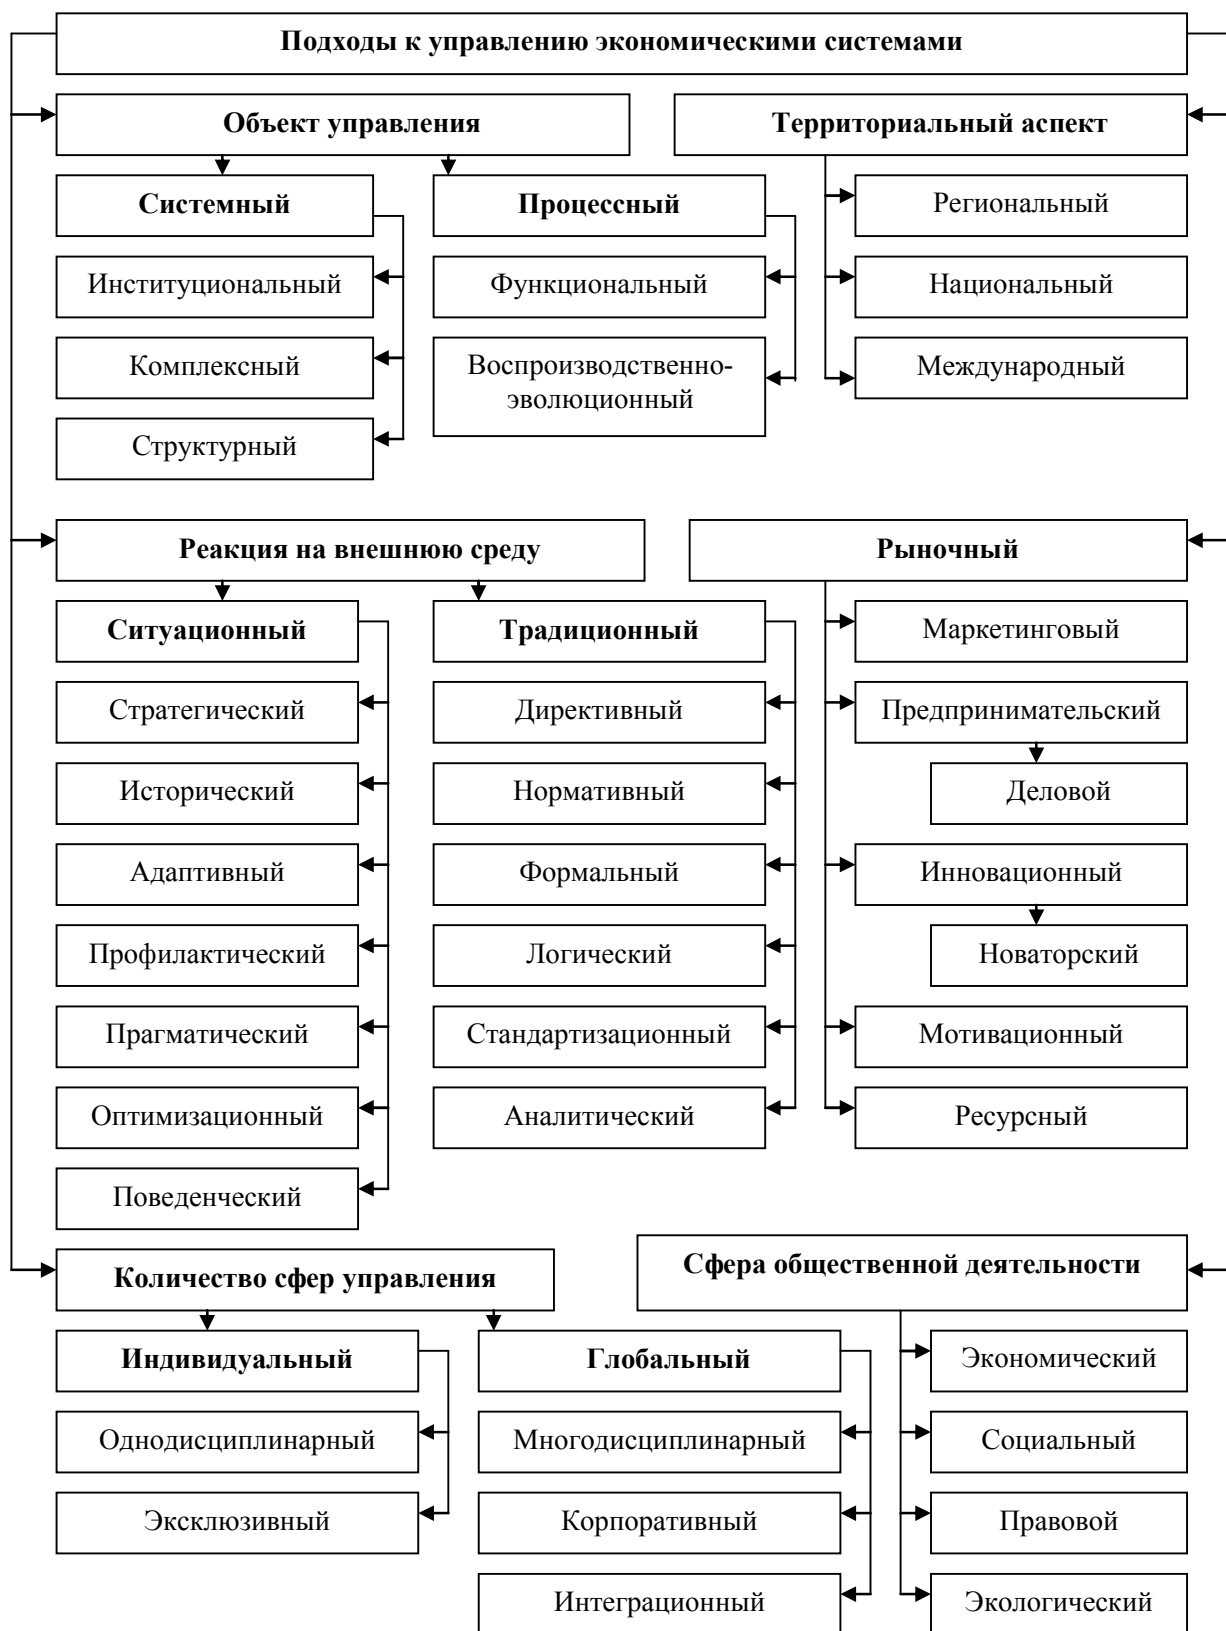 Подходы к управлению экономическими системами
Объект управления
Территориальный аспект
Системный
Процессный
Региональный
Институциональный
Функциональный
Национальный
Комплексный
Воспроизводственно-
эволюционный
Международный
Структурный
Реакция на внешнюю среду
Рыночный
Ситуационный
Традиционный
Маркетинговый
Стратегический
Директивный
Предпринимательский
Исторический
Нормативный
Деловой
Адаптивный
Формальный
Инновационный
Профилактический
Логический
Новаторский
Прагматический
Стандартизационный
Мотивационный
Оптимизационный
Аналитический
Ресурсный
Поведенческий
Количество сфер управления
Сфера общественной деятельности
Индивидуальный
Глобальный
Экономический
Однодисциплинарный
Многодисциплинарный
Социальный
Эксклюзивный
Корпоративный
Правовой
Интеграционный
Экологический